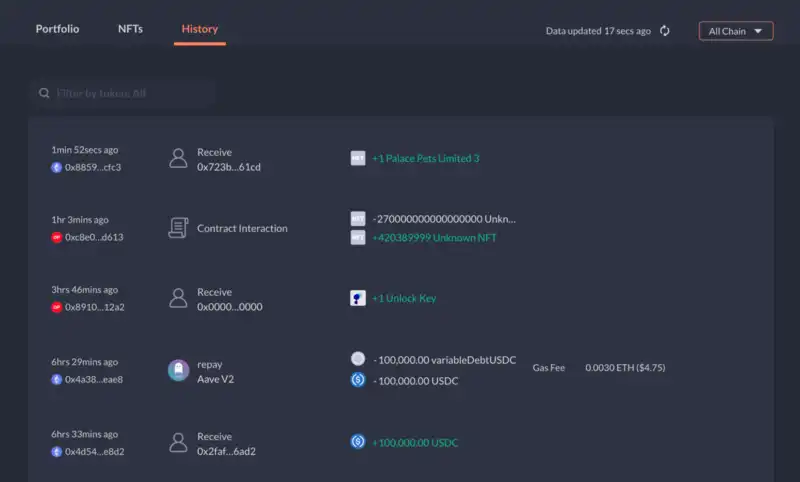 Portfolio NFTs History Data updated 17 secs ago All Chain
Filter by token: All
1min 52secs ago Receive
0x8859...cfc3 0x723b...61cd NFT +1 Palace Pets Limited 3
1hr 3mins ago NFT -270000000000000000 Unkn...
0xc8e0...d613 Contract Interaction NFT +420389999 Unknown NFT
3hrs 46mins ago Receive
0x8910...12a2 0x0000...0000 +1 Unlock Key
6hrs 29mins ago repay -100,000.00 variableDebtUSDC
0x4a38...eae8 Aave V2 -100,000.00 USDC Gas Fee 0.0030 ETH ($4.75)
6hrs 33mins ago Receive
0x4d54...e8d2 0x2faf...6ad2 +100,000.00 USDC